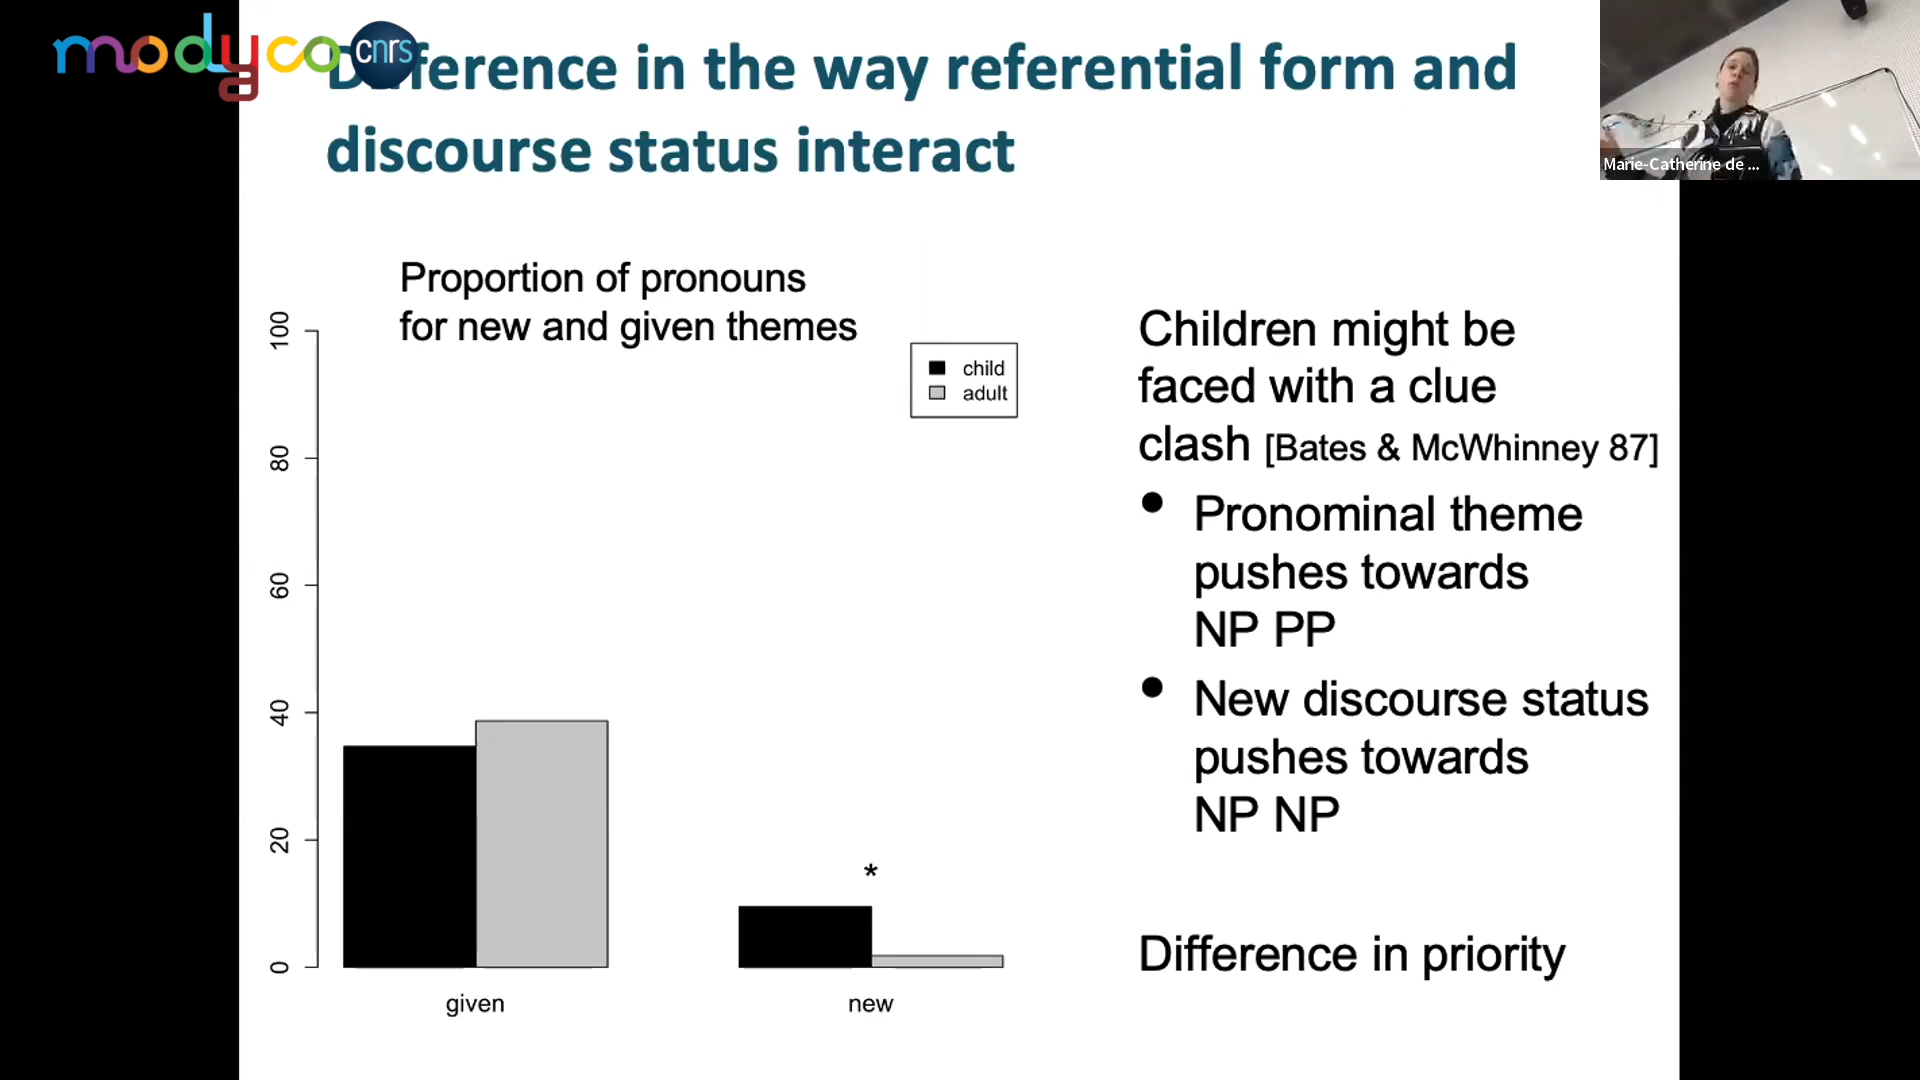 modyco cnrs
Difference in the way referential form and
discourse status interact
Marie-Catherine de ...
Proportion of pronouns
for new and given themes
100
80
60
40
20
0
child
adult
*
given
new
Children might be
faced with a clue
clash [Bates & McWhinney 87]
• Pronominal theme
pushes towards
NP PP
• New discourse status
pushes towards
NP NP
Difference in priority